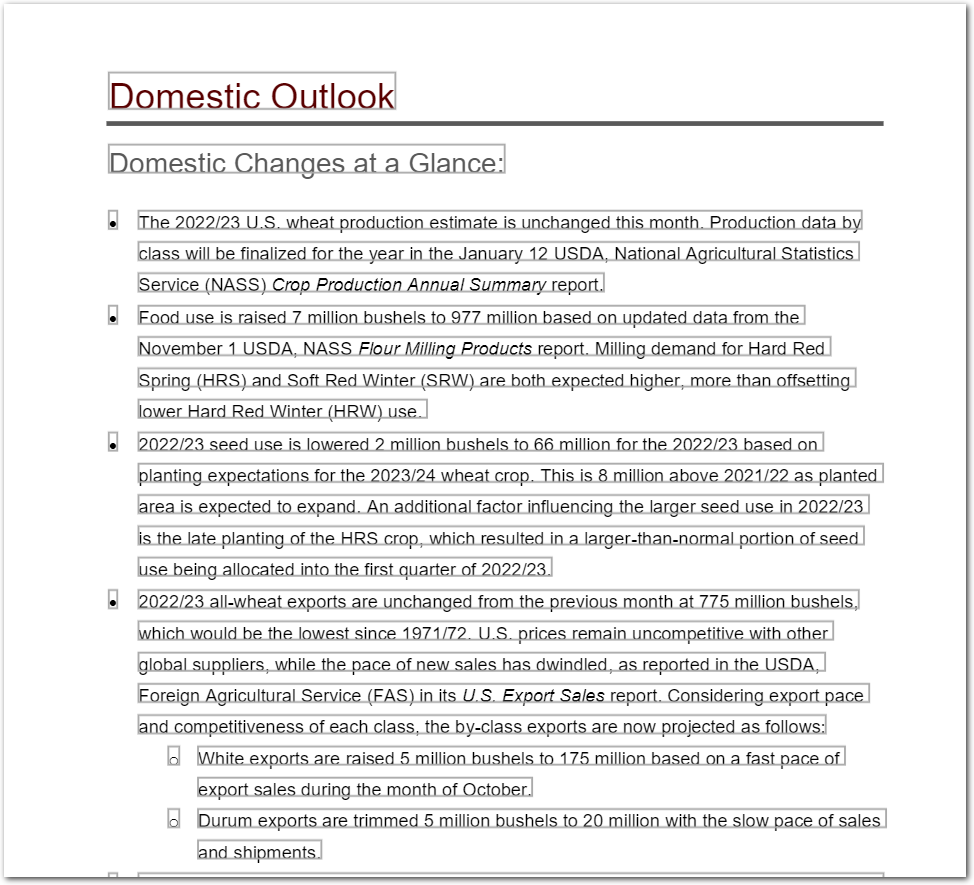 Domestic Outlook
Domestic Changes at a Glance:
• The 2022/23 U.S. wheat production estimate is unchanged this month. Production data by
class will be finalized for the year in the January 12 USDA, National Agricultural Statistics
Service (NASS) Crop Production Annual Summary report.
• Food use is raised 7 million bushels to 977 million based on updated data from the
November 1 USDA, NASS Flour Milling Products report. Milling demand for Hard Red
Spring (HRS) and Soft Red Winter (SRW) are both expected higher, more than offsetting
lower Hard Red Winter (HRW) use.
• 2022/23 seed use is lowered 2 million bushels to 66 million for the 2022/23 based on
planting expectations for the 2023/24 wheat crop. This is 8 million above 2021/22 as planted
area is expected to expand. An additional factor influencing the larger seed use in 2022/23
is the late planting of the HRS crop, which resulted in a larger-than-normal portion of seed
use being allocated into the first quarter of 2022/23.
• 2022/23 all-wheat exports are unchanged from the previous month at 775 million bushels,
which would be the lowest since 1971/72. U.S. prices remain uncompetitive with other
global suppliers, while the pace of new sales has dwindled, as reported in the USDA,
Foreign Agricultural Service (FAS) in its U.S. Export Sales report. Considering export pace
and competitiveness of each class, the by-class exports are now projected as follows:
○ White exports are raised 5 million bushels to 175 million based on a fast pace of
export sales during the month of October.
○ Durum exports are trimmed 5 million bushels to 20 million with the slow pace of sales
and shipments.